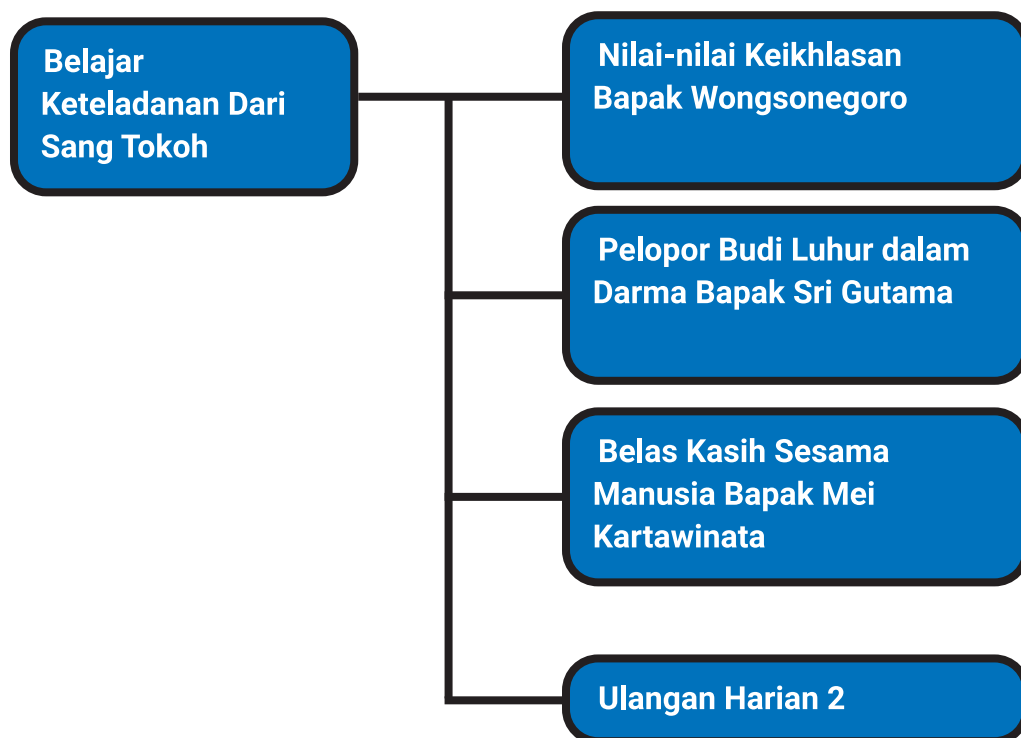 Belajar
Keteladanan Dari
Sang Tokoh
Nilai-nilai Keikhlasan
Bapak Wongsonegoro
Pelopor Budi Luhur dalam
Darma Bapak Sri Gutama
Belas Kasih Sesama
Manusia Bapak Mei
Kartawinata
Ulangan Harian 2